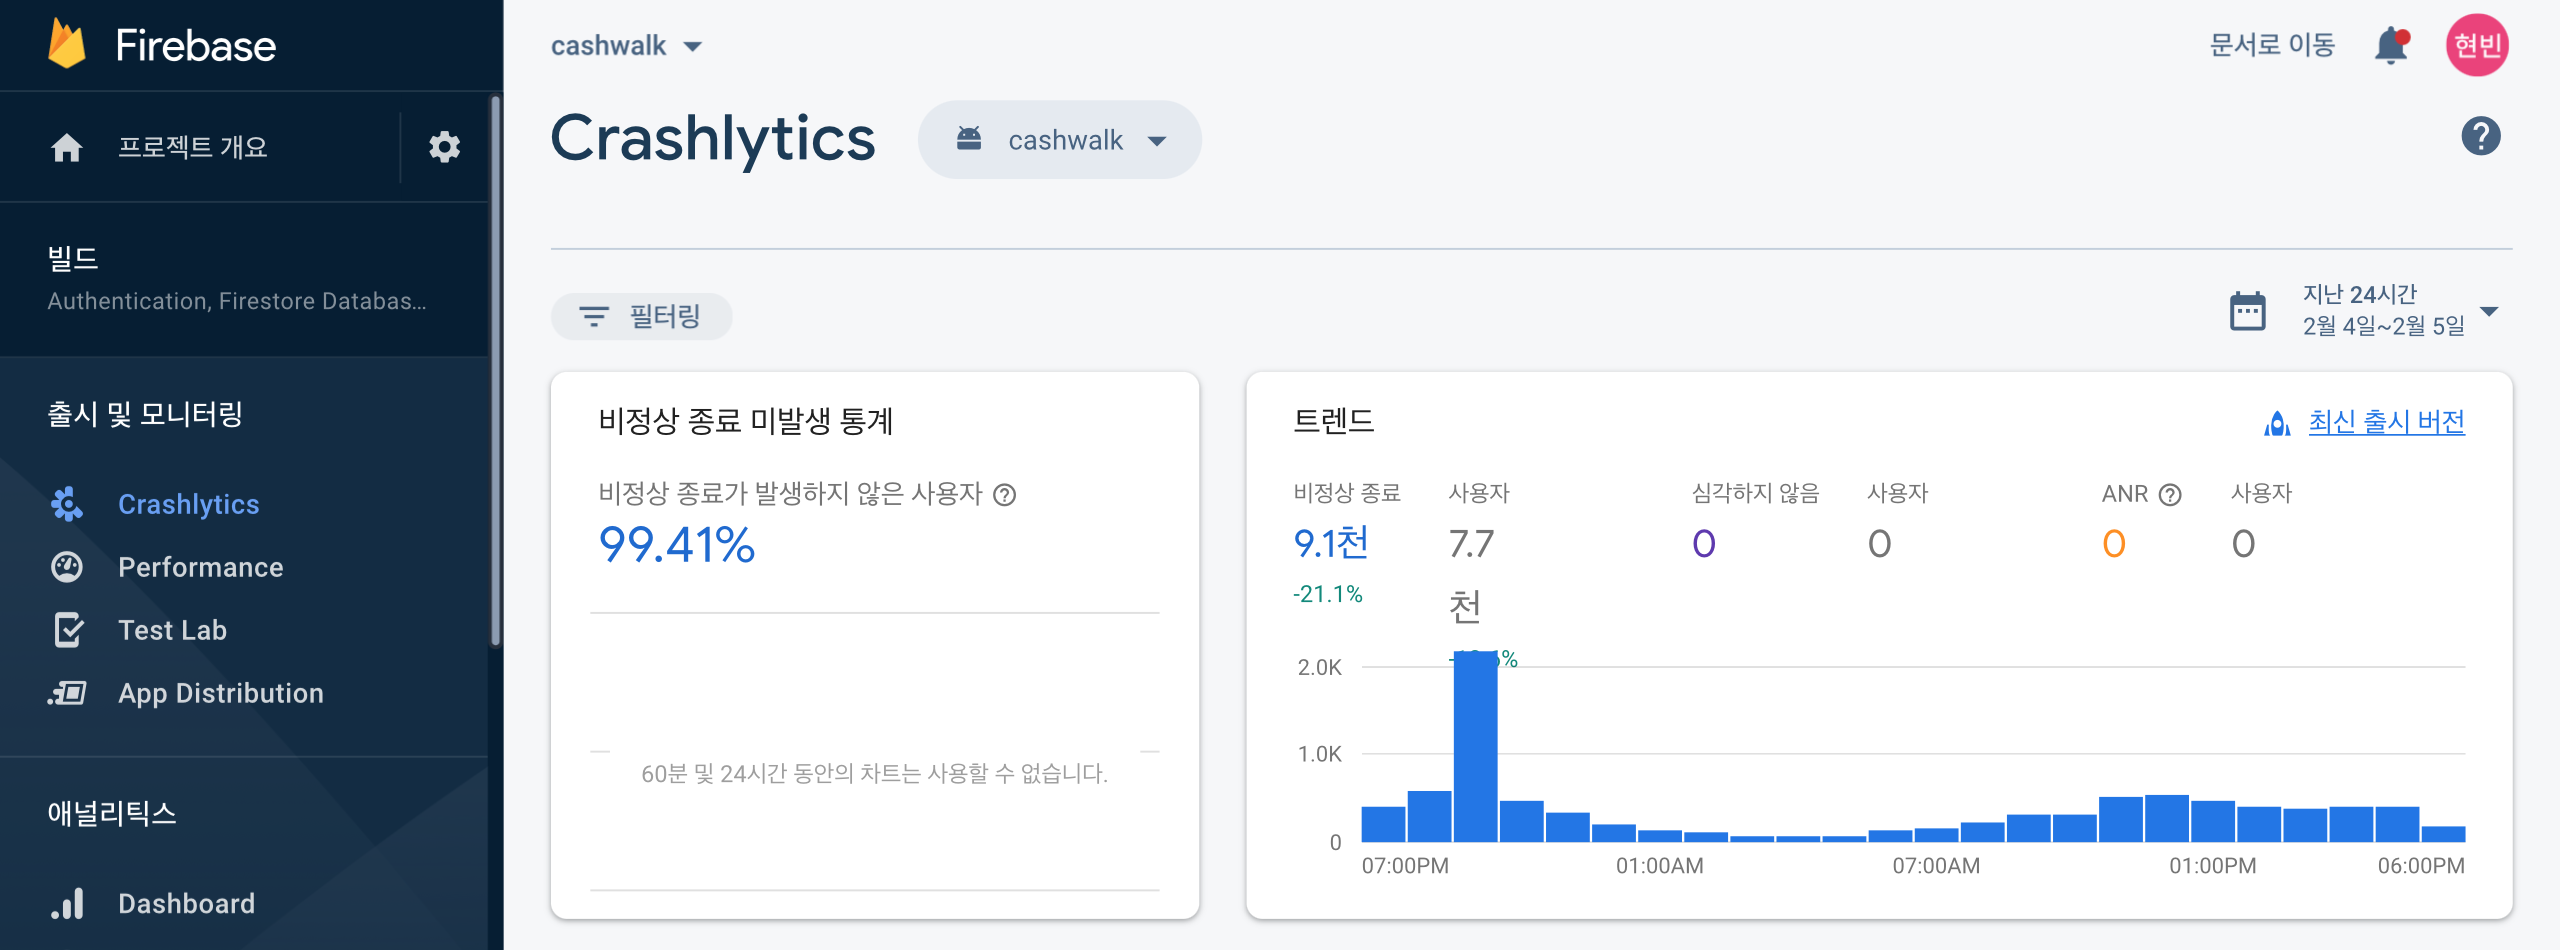 Firebase
프로젝트 개요
빌드
Authentication, Firestore Databas...
출시 및 모니터링
Crashlytics
Performance
Test Lab
App Distribution
애널리틱스
Dashboard
cashwalk
문서로 이동
현빈
Crashlytics
cashwalk
필터링
지난 24시간
2월 4일~2월 5일
비정상 종료 미발생 통계
비정상 종료가 발생하지 않은 사용자
99.41%
60분 및 24시간 동안의 차트는 사용할 수 없습니다.
트렌드
최신 출시 버전
비정상 종료 사용자 심각하지 않음 사용자 ANR 사용자
9.1천 7.7천 0 0 0 0
-21.1%
2.0K
1.0K
0
07:00PM 01:00AM 07:00AM 01:00PM 06:00PM